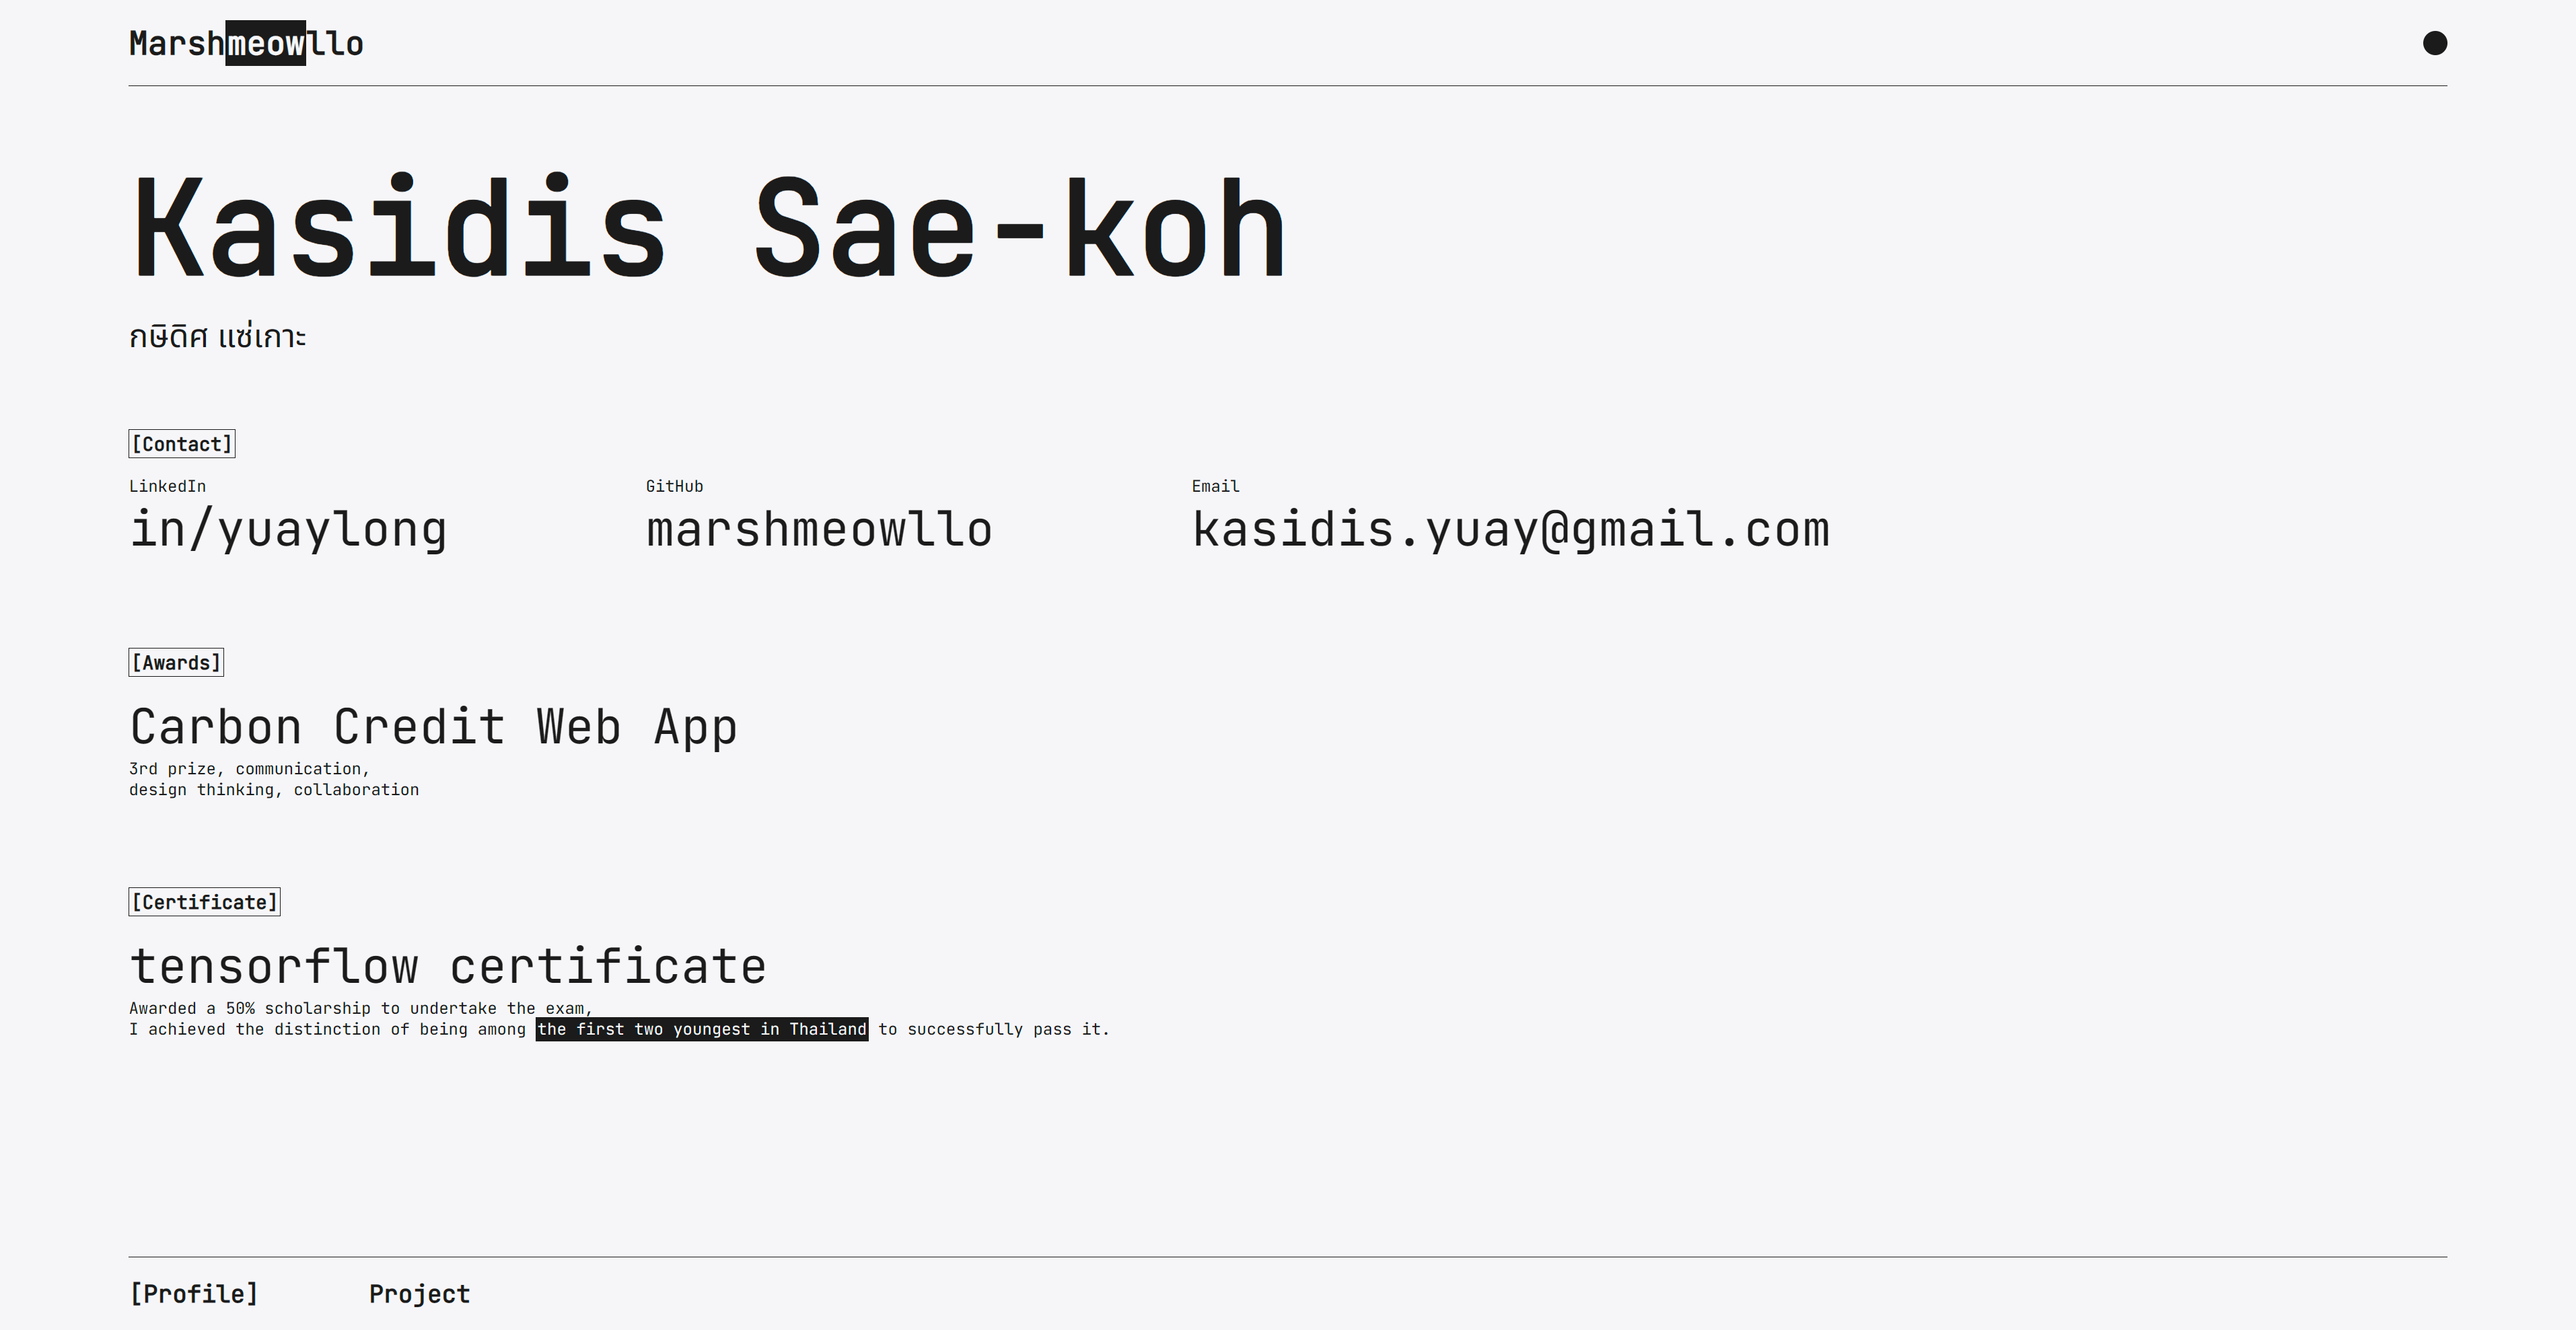 Marshmeowllo
Kasidis Sae-koh
กษิดิศ แซ่เกาะ
[Contact]
LinkedIn
in/yuaylong
GitHub
marshmeowllo
Email
kasidis.yuay@gmail.com
[Awards]
Carbon Credit Web App
3rd prize, communication,
design thinking, collaboration
[Certificate]
tensorflow certificate
Awarded a 50% scholarship to undertake the exam,
I achieved the distinction of being among the first two youngest in Thailand to successfully pass it.
[Profile] Project